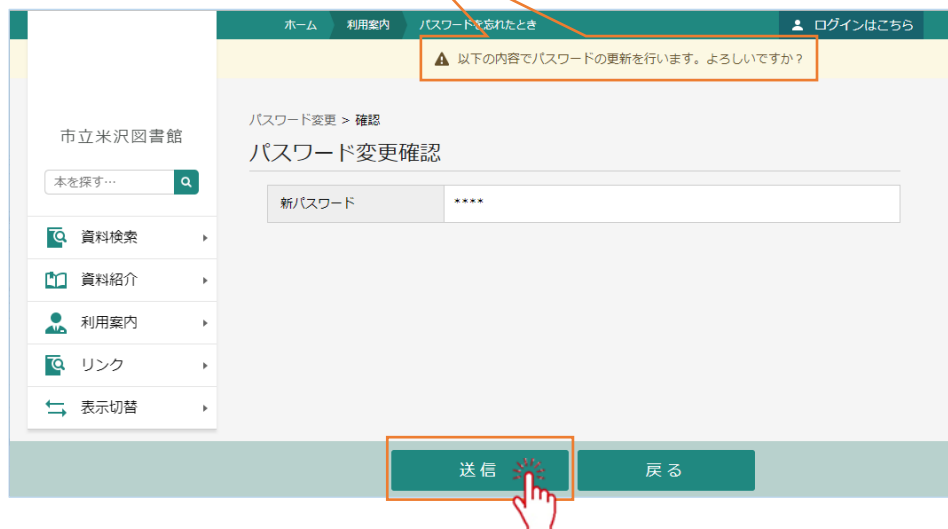 ホーム 利用案内 パスワードを忘れたとき ログインはこちら
以下の内容でパスワードの更新を行います。よろしいですか？
市立米沢図書館
本を探す…
資料検索
資料紹介
利用案内
リンク
表示切替
パスワード変更 > 確認
パスワード変更確認
新パスワード ****
送信 戻る